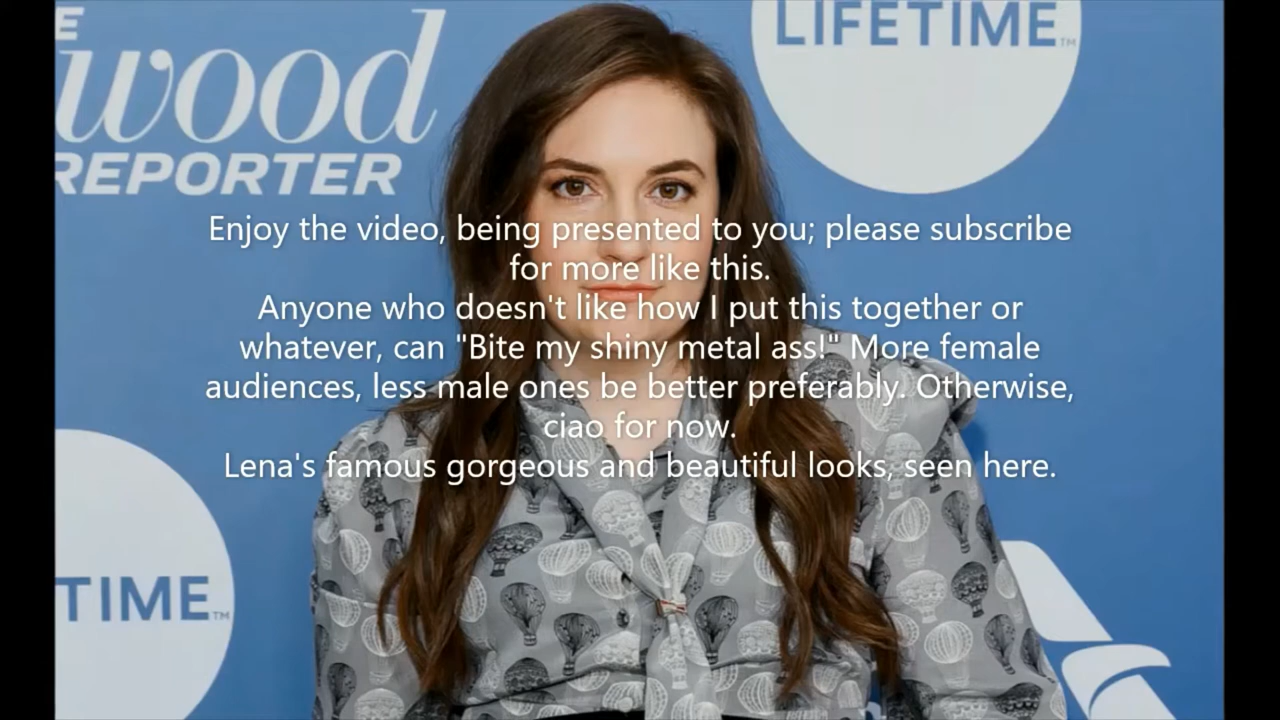 E
wood
REPORTER
LIFETIME™
Enjoy the video, being presented to you; please subscribe
for more like this.
Anyone who doesn't like how I put this together or
whatever, can "Bite my shiny metal ass!" More female
audiences, less male ones be better preferably. Otherwise,
ciao for now.
Lena's famous gorgeous and beautiful looks, seen here.
TIME™